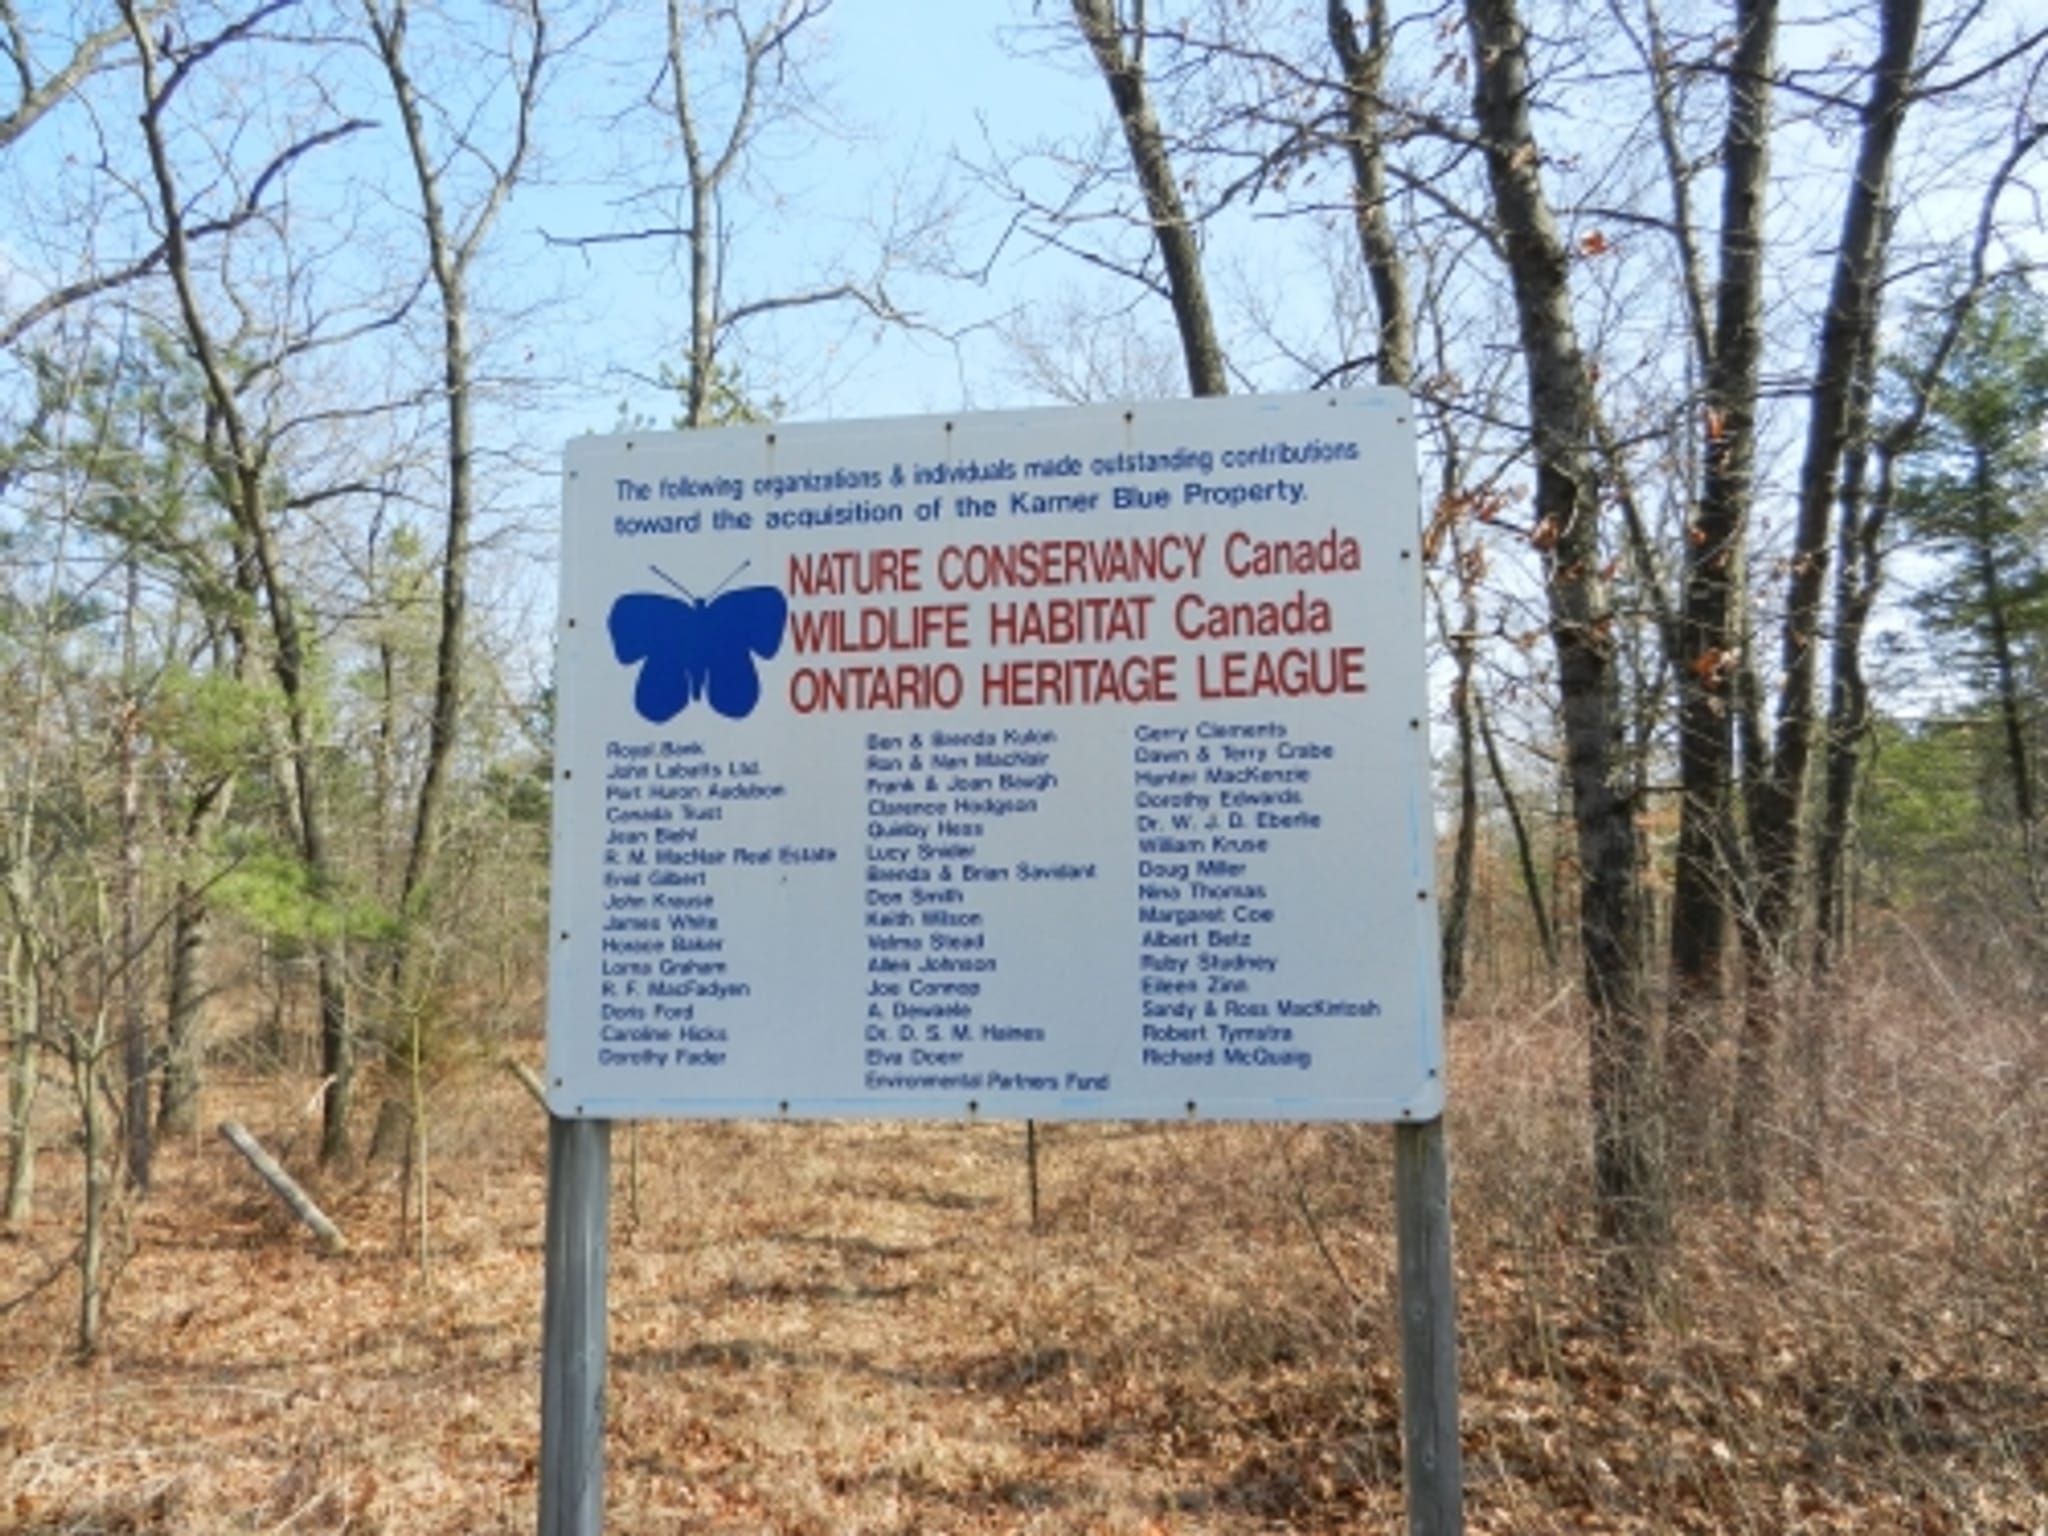 The following organizations & individuals made outstanding contributions
toward the acquisition of the Karner Blue Property.
NATURE CONSERVANCY Canada
WILDLIFE HABITAT Canada
ONTARIO HERITAGE LEAGUE
Royal Bank
John Labatts Ltd.
Port Huron Audubon
Canada Trust
Jean Biehl
R. M. MacNair Real Estate
Enid Gilbert
John Krause
James White
Horace Baker
Lorna Graham
R. F. MacFadyen
Doris Ford
Caroline Hicks
Dorothy Fader
Ben & Brenda Kulon
Ron & Nan MacNair
Frank & Joan Baugh
Clarence Hodgson
Quinby Hess
Lucy Snider
Brenda & Brian Savidant
Don Smith
Keith Wilson
Velma Stead
Allen Johnson
Joe
A. Dewaele
Dr. D. S. M. Haines
Elva Doerr
Environmental Partners Fund
Gerry Clements
Dawn & Terry Crabe
Hunter MacKenzie
Dorothy Edwards
Dr. W. J. D. Eberlie
William Kruse
Doug Miller
Nina Thomas
Margaret Coe
Albert Betz
Ruby Studney
Eileen Zinn
Sandy & Ross MacKintosh
Robert Tymstra
Richard McQuaig